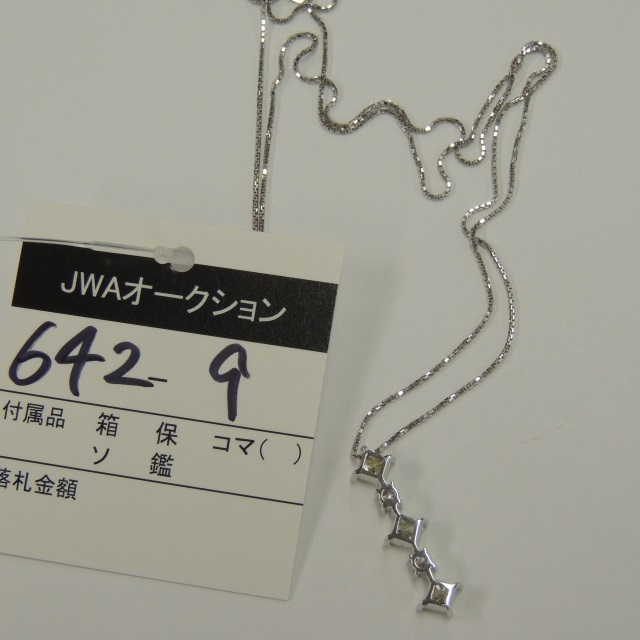 JWAオークション
642-9
付属品 箱 保 コマ( )
ソ 鑑
落札金額